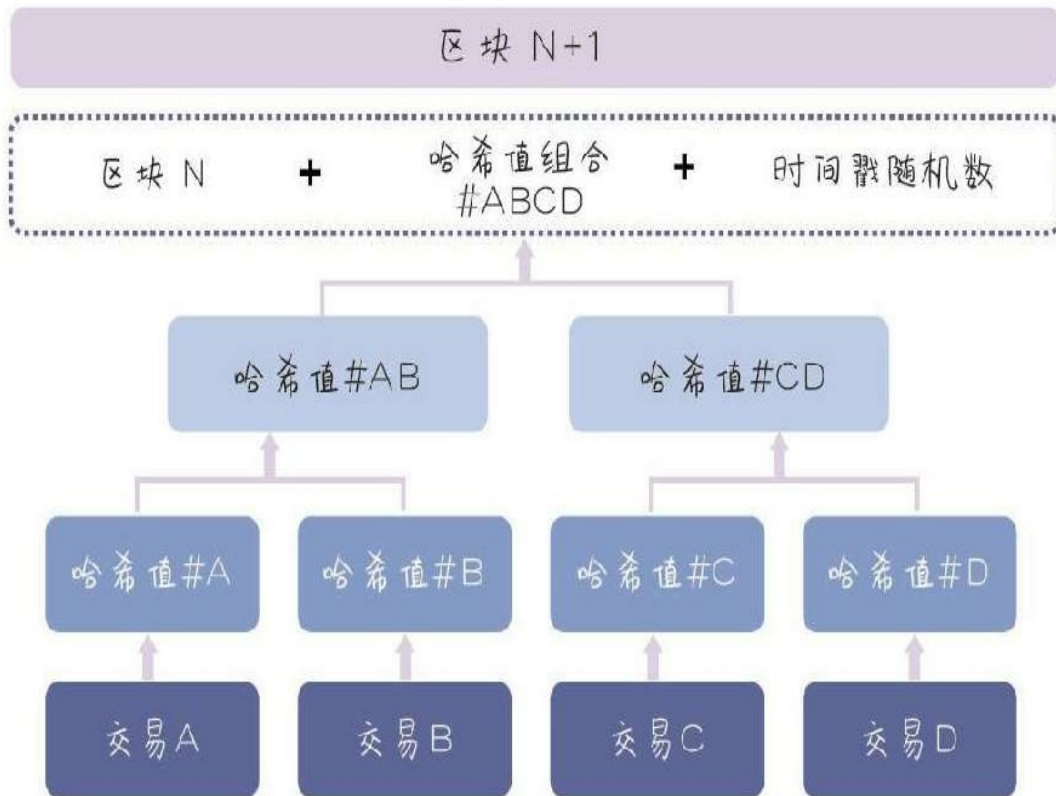 区块 N+1
区块 N + 哈希值组合 + 时间戳随机数
#ABCD
哈希值#AB 哈希值#CD
哈希值#A 哈希值#B 哈希值#C 哈希值#D
交易A 交易B 交易C 交易D